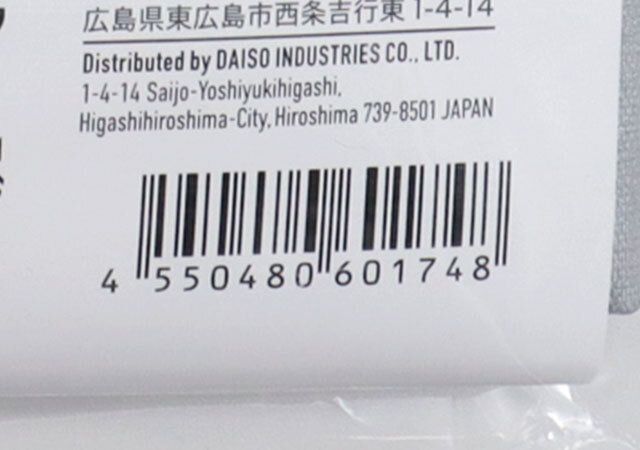 広島県東広島市西条吉行東 1-4-14
Distributed by DAISO INDUSTRIES CO., LTD.
1-4-14 Saijo-Yoshiyukihigashi,
Higashihiroshima-City, Hiroshima 739-8501 JAPAN
4 550480 601748